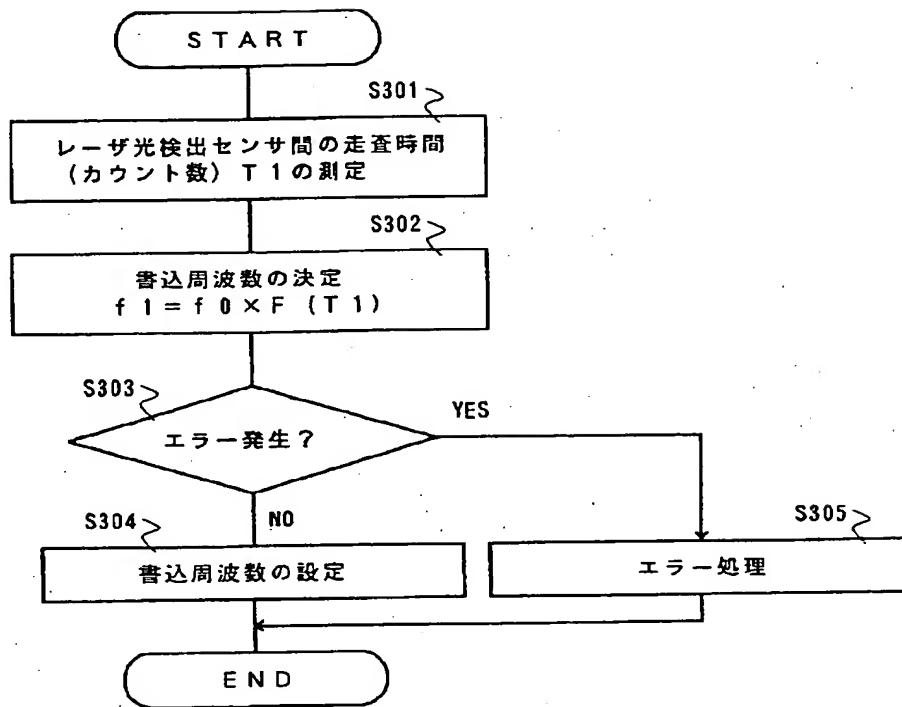 START
S301
レーザ光検出センサ間の走査時間
(カウント数) T1の測定
S302
書込周波数の決定
f1=f0×F(T1)
S303
エラー発生?
YES
NO
S304
書込周波数の設定
S305
エラー処理
END